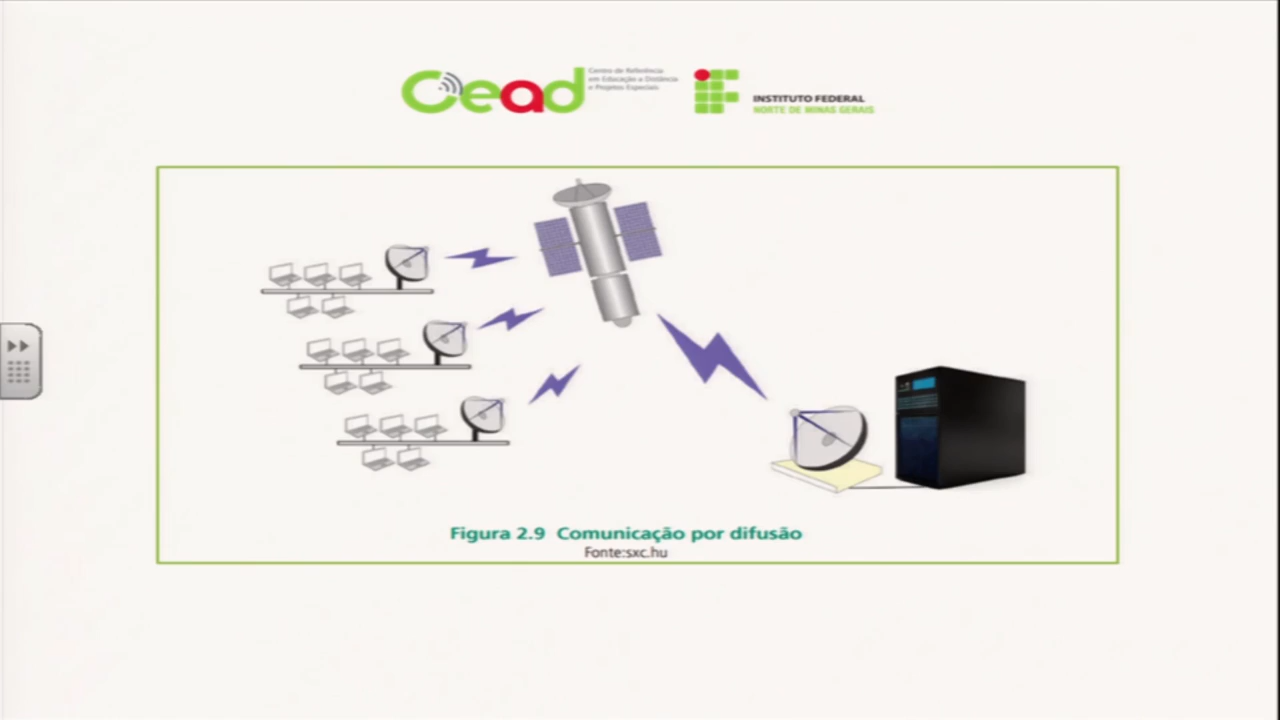 Cead
Centro de Referência
em Educação a Distância
e Projetos Especiais
INSTITUTO FEDERAL
NORTE DE MINAS GERAIS
Figura 2.9 Comunicação por difusão
Fonte:sxc.hu